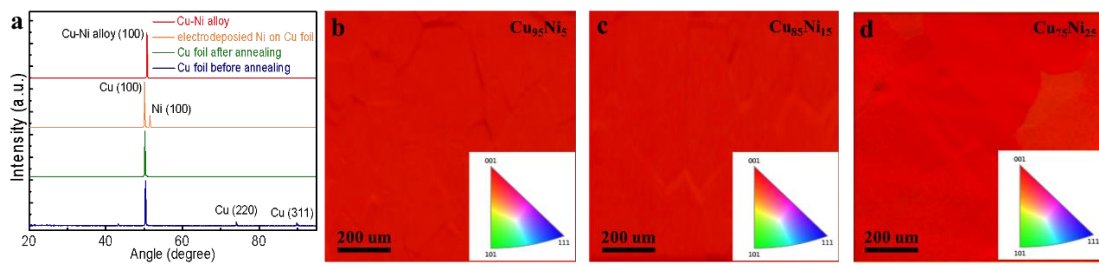 a
Intensity (a.u.)
Cu-Ni alloy
electrodeposied Ni on Cu foil
Cu foil after annealing
Cu foil before annealing
Cu-Ni alloy (100)
Cu (100)
Ni (100)
Cu (220)
Cu (311)
20 40 60 80
Angle (degree)
b
Cu95Ni5
001
101
111
200 um
c
Cu85Ni15
001
101
111
200 um
d
Cu75Ni25
001
101
111
200 um